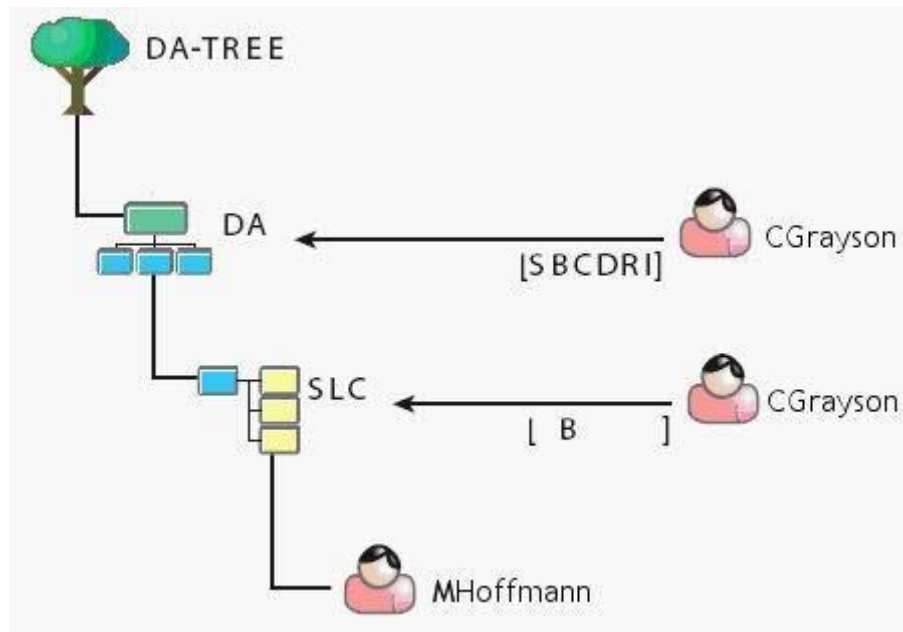 DA-TREE
DA
CGrayson
[SBCDRI]
SLC
CGrayson
[ B ]
MHoffmann